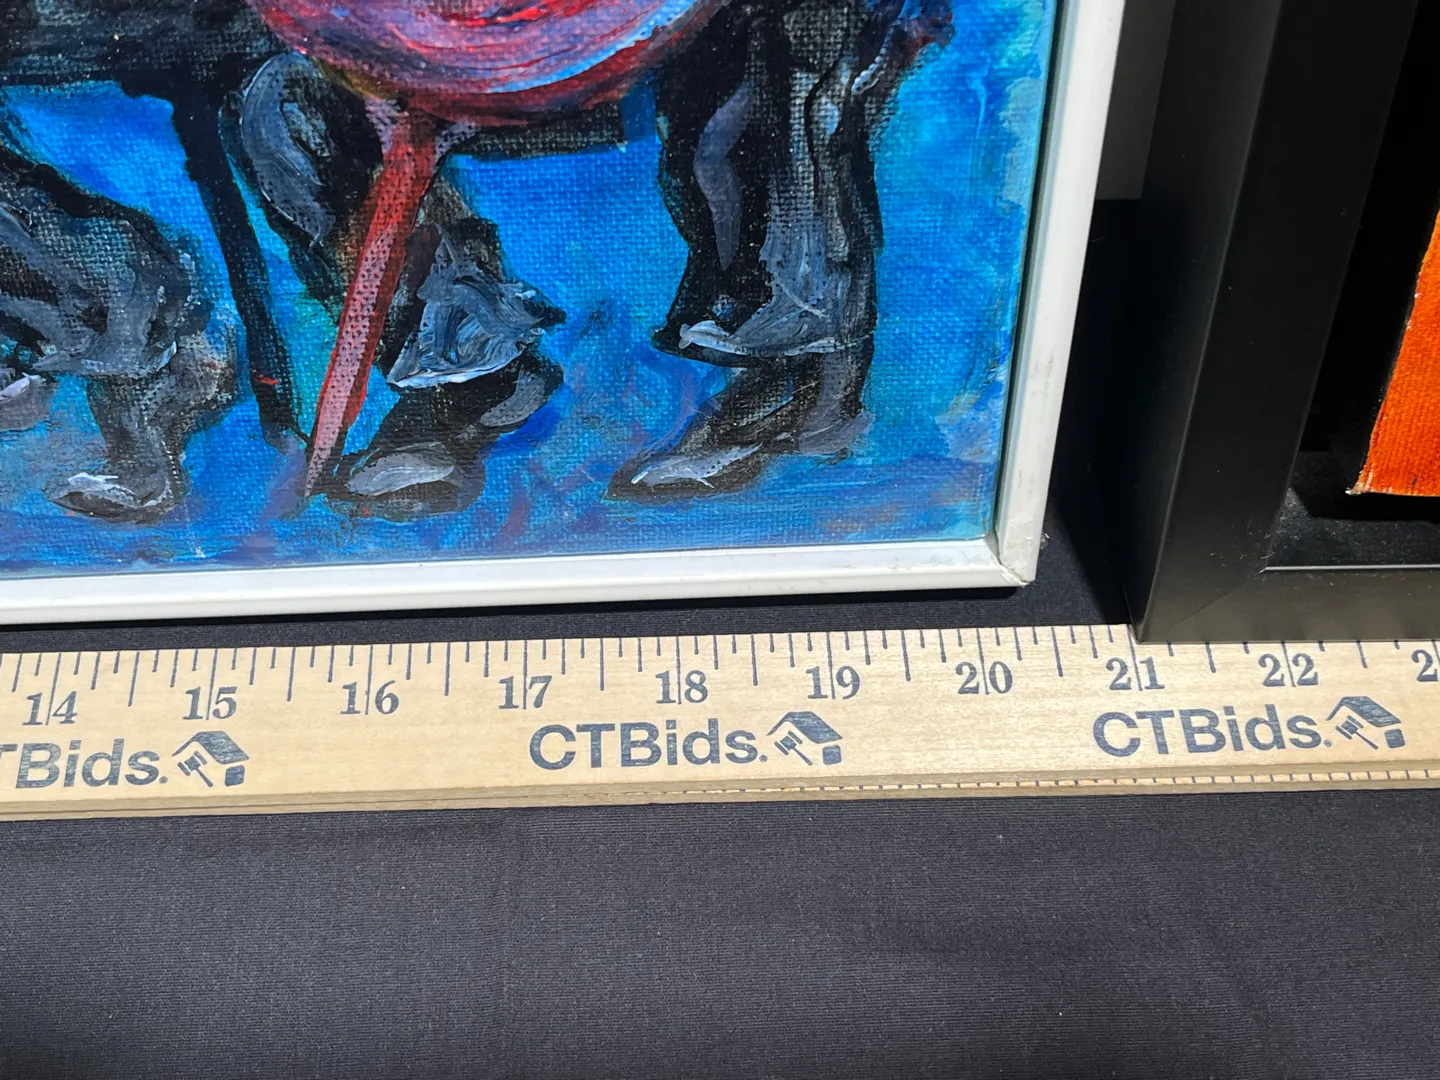 14 15 16 17 18 19 20 21 22 2
TBids. CTBids. CTBids.